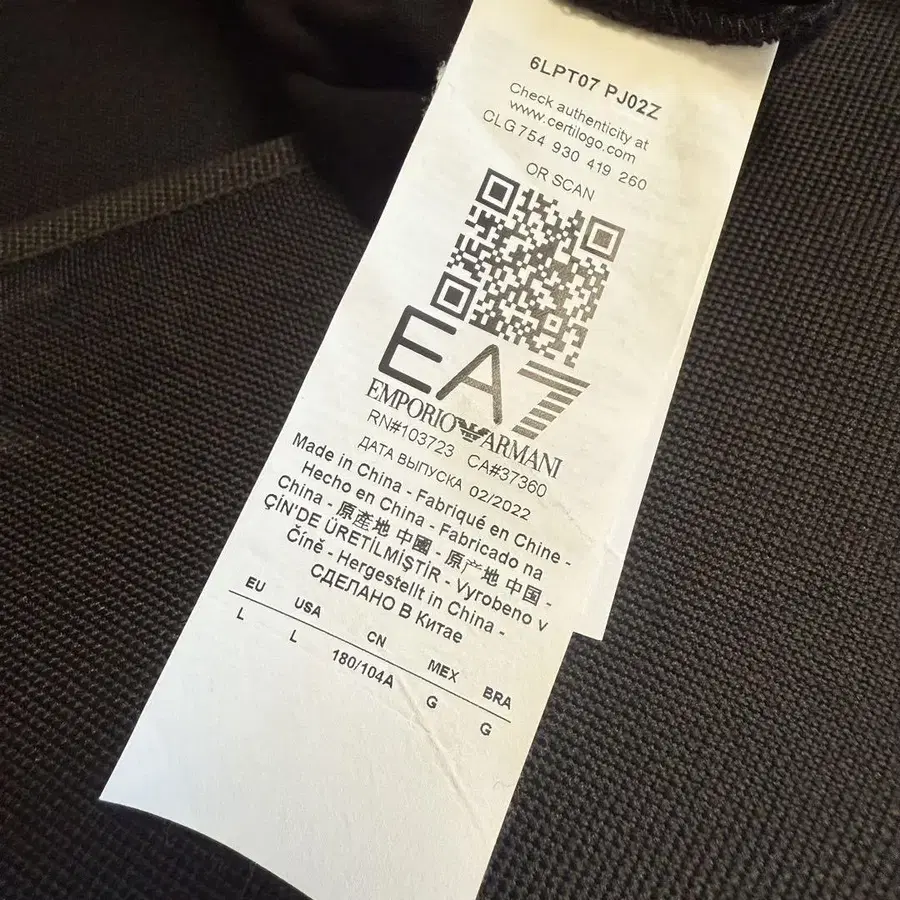 6LPT07 PJ02Z
Check authenticity at
www.certilogo.com
CLG 754 930 419 260
OR SCAN
EA7
EMPORIO ARMANI
RN#103723 CA#37360
ДАТА ВЫПУСКА 02/2022
Made in China - Fabriqué en Chine -
Hecho en China - Fabricado na
China - 原產地 中國 - 原产地 中国 -
ÇİN'DE ÜRETİLMİŞTİR - Vyrobeno v
Číně - Hergestellt in China -
СДЕЛАНО В Китае
EU USA CN MEX BRA
L L 180/104A G G